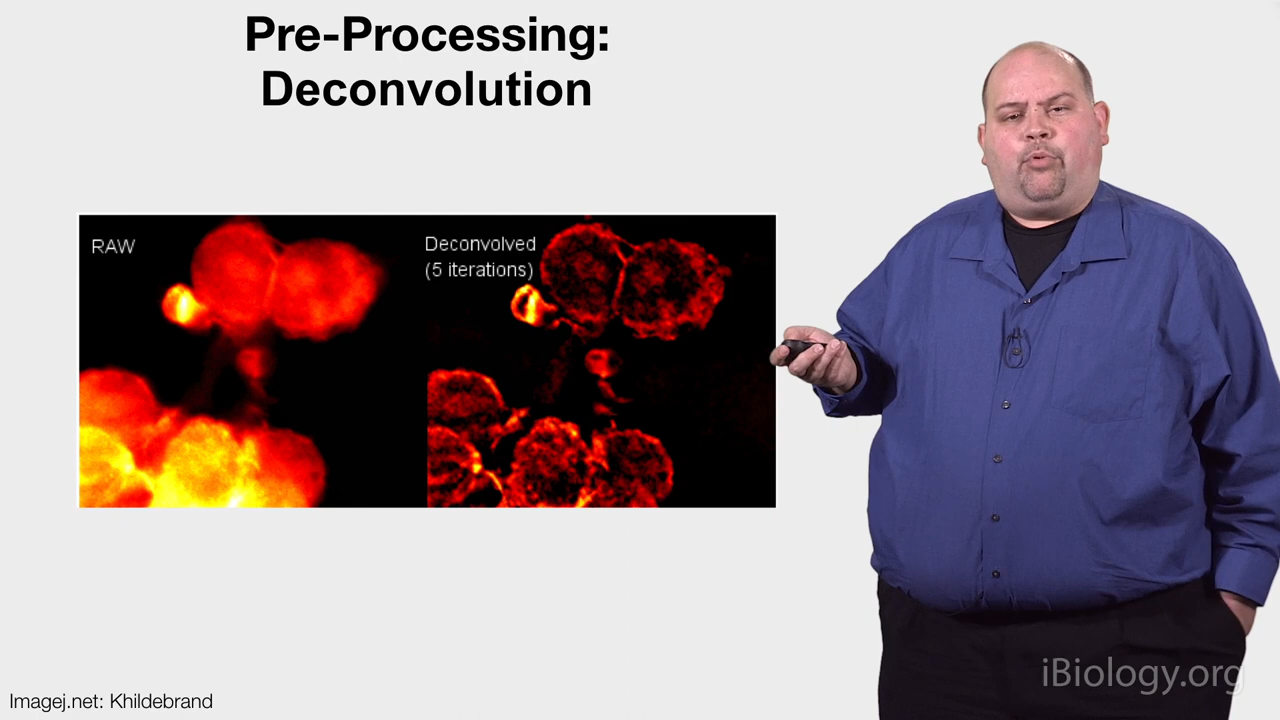 Pre-Processing:
Deconvolution
RAW
Deconvolved
(5 iterations)
iBiology.org
Imagej.net: Khildebrand